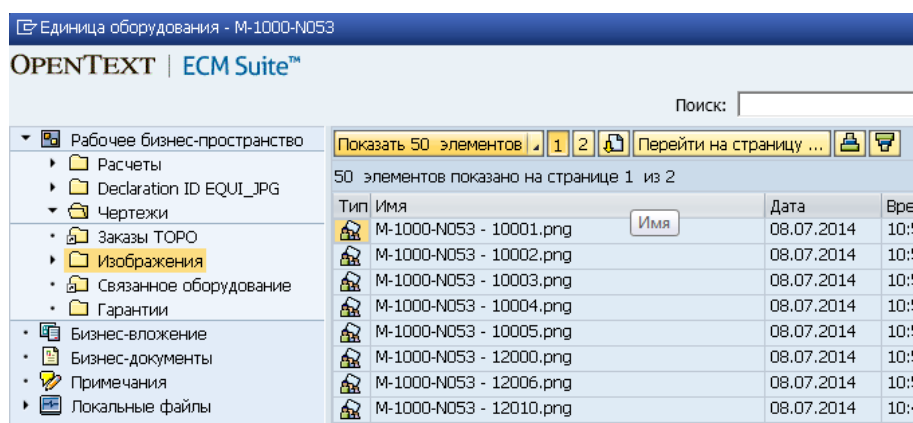 Единица оборудования - M-1000-N053
OPENTEXT | ECM Suite™
Поиск:
Рабочее бизнес-пространство
Расчеты
Declaration ID EQUI_JPG
Чертежи
Заказы ТОРО
Изображения
Связанное оборудование
Гарантии
Бизнес-вложение
Бизнес-документы
Примечания
Локальные файлы
Показать 50 элементов 1 2 Перейти на страницу ...
50 элементов показано на странице 1 из 2
Тип Имя Дата
Имя
M-1000-N053 - 10001.png 08.07.2014
M-1000-N053 - 10002.png 08.07.2014
M-1000-N053 - 10003.png 08.07.2014
M-1000-N053 - 10004.png 08.07.2014
M-1000-N053 - 10005.png 08.07.2014
M-1000-N053 - 12000.png 08.07.2014
M-1000-N053 - 12006.png 08.07.2014
M-1000-N053 - 12010.png 08.07.2014